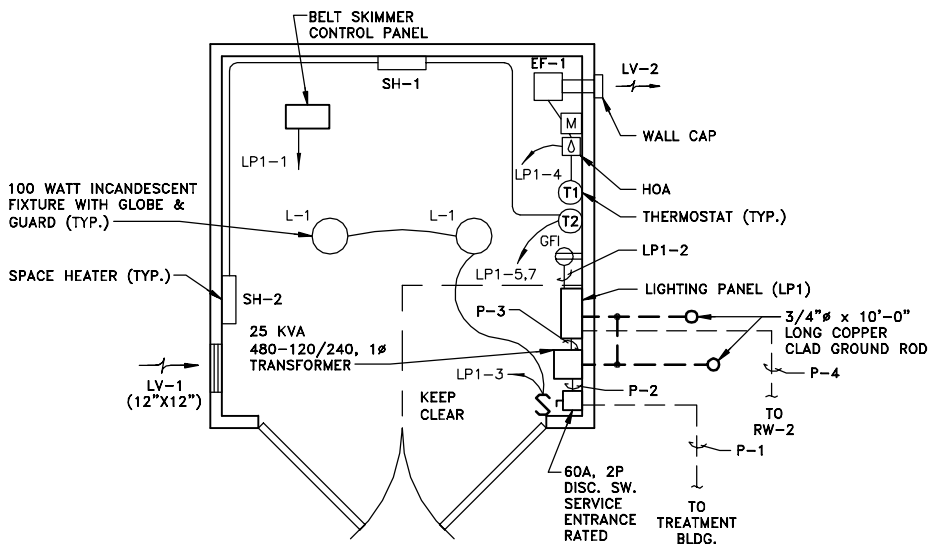 BELT SKIMMER
CONTROL PANEL
EF-1
LV-2
SH-1
WALL CAP
M
LP1-1
LP1-4
HOA
100 WATT INCANDESCENT
FIXTURE WITH GLOBE &
GUARD (TYP.)
T1
THERMOSTAT (TYP.)
L-1
L-1
T2
GFI
LP1-2
SPACE HEATER (TYP.)
LP1-5,7
LIGHTING PANEL (LP1)
SH-2
P-3
3/4"ø x 10'-0"
LONG COPPER
CLAD GROUND ROD
25 KVA
480-120/240, 1ø
TRANSFORMER
LP1-3
P-2
P-4
LV-1
(12"X12")
KEEP
CLEAR
TO
RW-2
P-1
60A, 2P
DISC. SW.
SERVICE
ENTRANCE
RATED
TO
TREATMENT
BLDG.